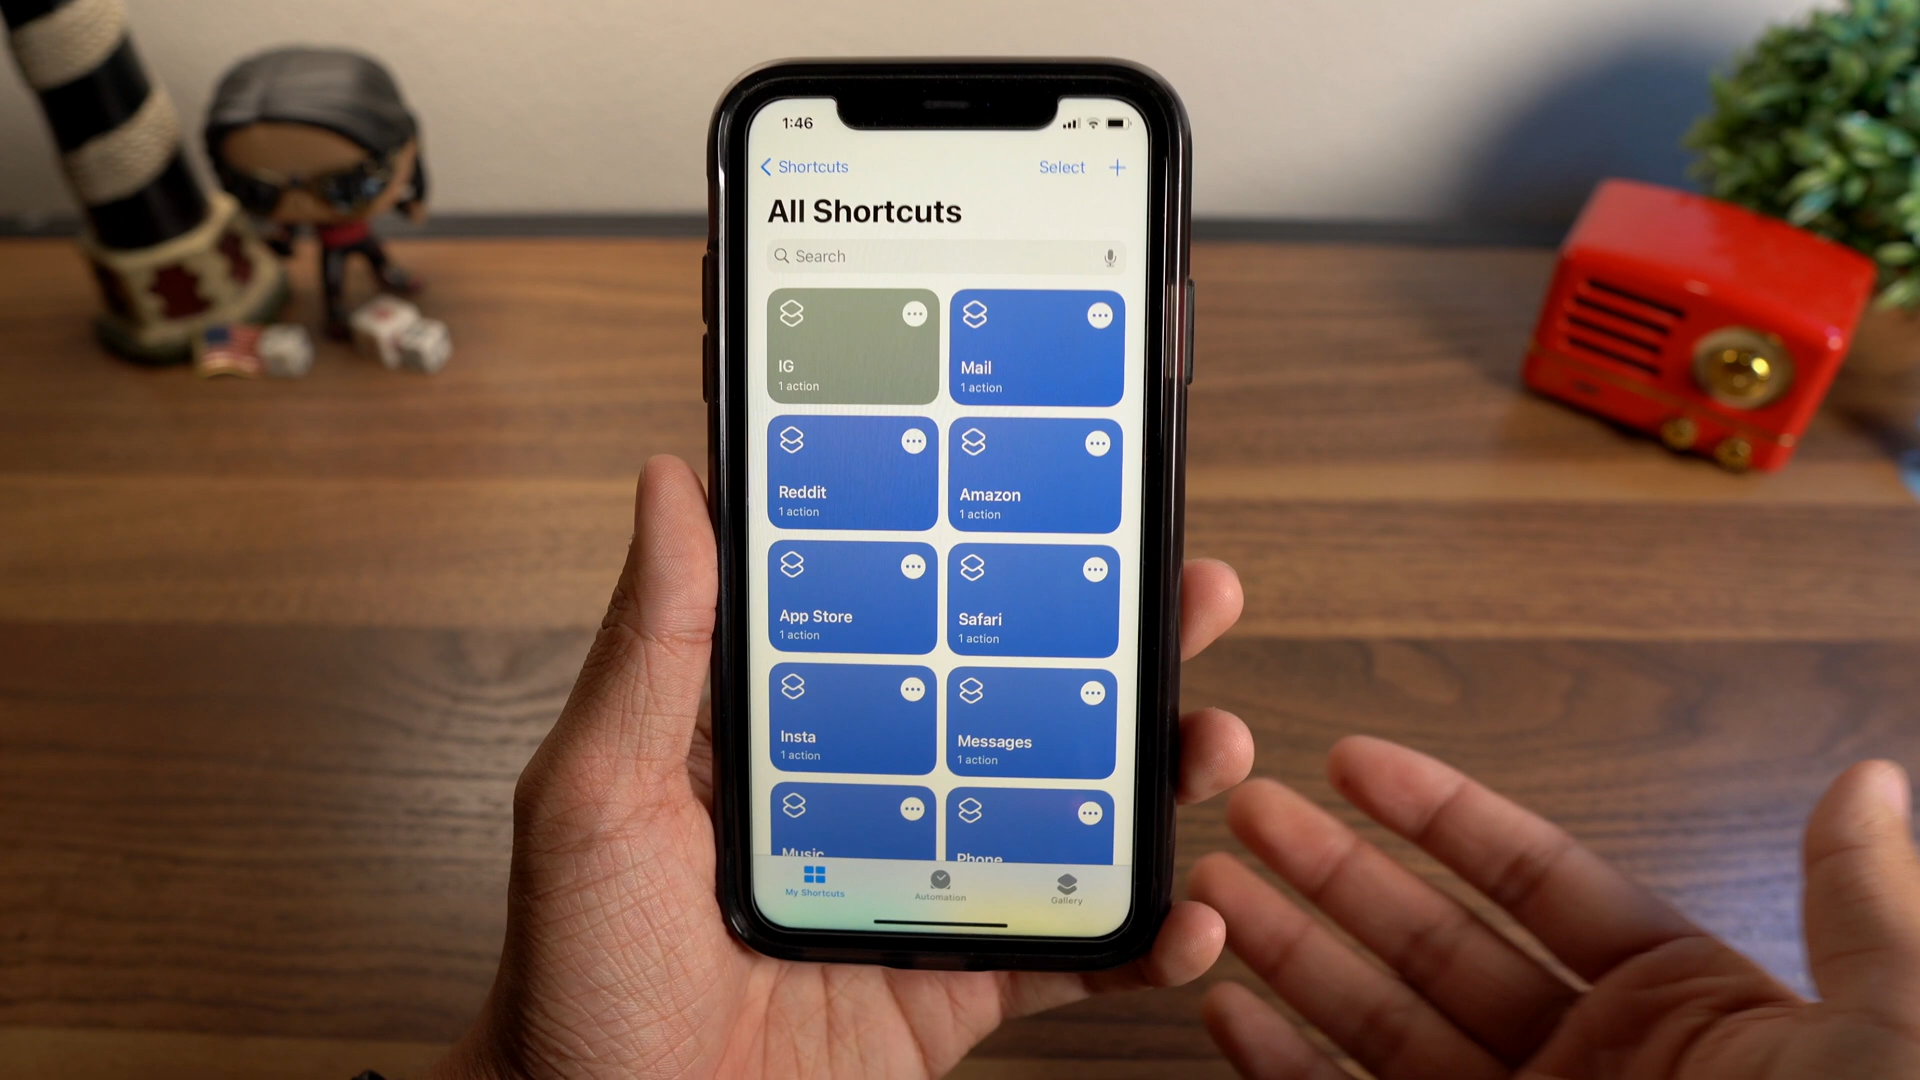 1:46
Shortcuts
Select
All Shortcuts
Search
IG
1 action
Mail
1 action
Reddit
1 action
Amazon
1 action
App Store
1 action
Safari
1 action
Insta
1 action
Messages
1 action
Music
Phone
My Shortcuts
Automation
Gallery